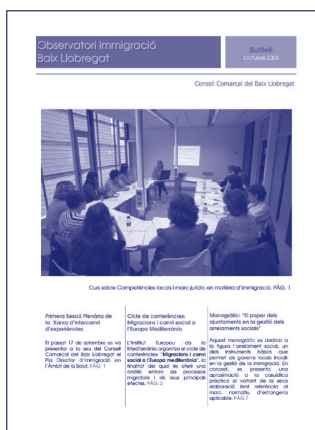 Observatori immigració
Baix Llobregat
Butlletí
Octubre 2008
Consell Comarcal del Baix Llobregat
Curs sobre Competències locals i marc jurídic en matèria d'immigració. PÀG. 1
Primera Sessió Plenària de
la Xarxa d'intercanvi
d'experiències
El passat 17 de setembre es va
presentar a la seu del Consell
Comarcal del Baix Llobregat el
Pla Director d'Immigració en
l'Àmbit de la Salut. PÀG. 1
Cicle de conferències:
Migracions i canvi social a
l'Europa Mediterrània
L'Institut Europeu de la
Mediterrània organitza el cicle de
conferències: "Migracions i canvi
social a l'Europa mediterrània", la
finalitat del qual és oferir una
anàlisi entorn als processos
migratoris i als seus principals
efectes. PÀG. 2
Monogràfic: "El paper dels
ajuntaments en la gestió dels
arrelaments socials"
Aquest monogràfic es dedica a
la figura l'arrelament social, un
dels instruments bàsics que
permet als governs locals incidir
en la gestió de la immigració. En
concret, es presenta una
aproximació a la casuística
pràctica al voltant de la seva
elaboració tenint referència al
marc normatiu d'estrangeria
aplicable. PÀG 7